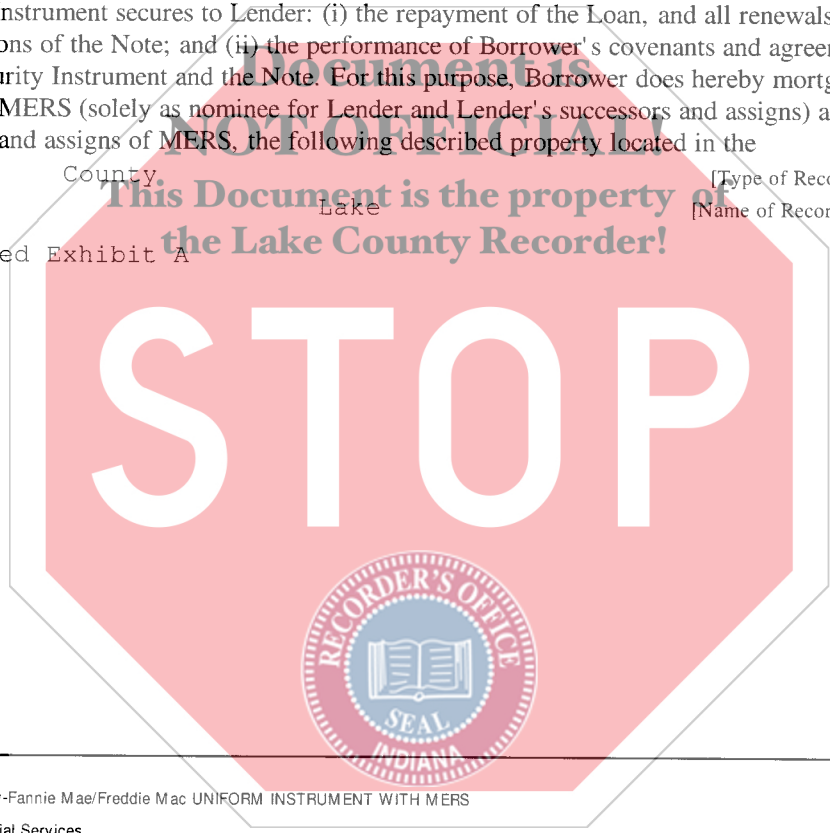 nstrument secures to Lender: (i) the repayment of the Loan, and all renewals
ons of the Note; and (ii) the performance of Borrower's covenants and agreer
urity Instrument and the Note. For this purpose, Borrower does hereby mortg
MERS (solely as nominee for Lender and Lender's successors and assigns) a
and assigns of MERS, the following described property located in the
County [Type of Reco
Lake [Name of Recor
ed Exhibit A
Document is
NOT OFFICIAL!
This Document is the property of
the Lake County Recorder!
STOP
RECORDER'S OFFICE
SEAL
INDIANA
-Fannie Mae/Freddie Mac UNIFORM INSTRUMENT WITH MERS
ial Services